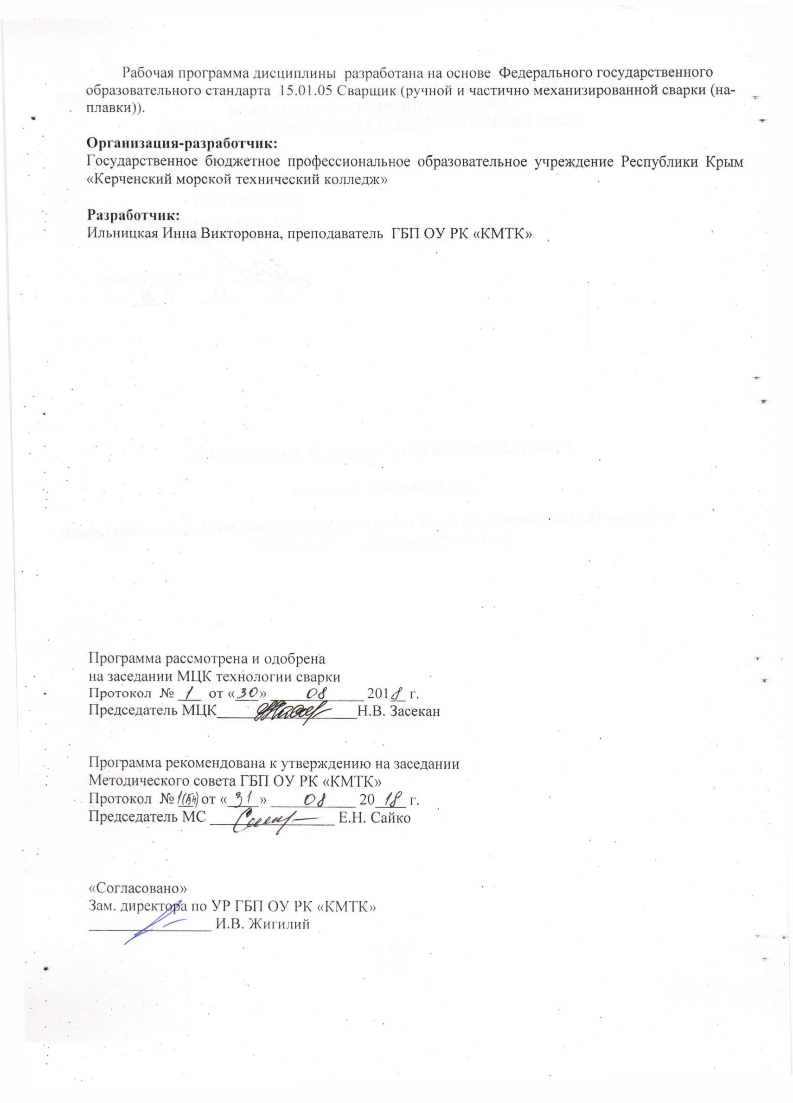 Рабочая программа дисциплины разработана на основе Федерального государственного
образовательного стандарта 15.01.05 Сварщик (ручной и частично механизированной сварки (на-
плавки)).
Организация-разработчик:
Государственное бюджетное профессиональное образовательное учреждение Республики Крым
«Керченский морской технический колледж»
Разработчик:
Ильницкая Инна Викторовна, преподаватель ГБП ОУ РК «КМТК»
Программа рассмотрена и одобрена
на заседании МЦК технологии сварки
Протокол № 1 от «30» 08 2018 г.
Председатель МЦК Н.В. Засекан
Программа рекомендована к утверждению на заседании
Методического совета ГБП ОУ РК «КМТК»
Протокол № от «31» 08 2018 г.
Председатель МС Е.Н. Сайко
«Согласовано»
Зам. директора по УР ГБП ОУ РК «КМТК»
И.В. Жигилий